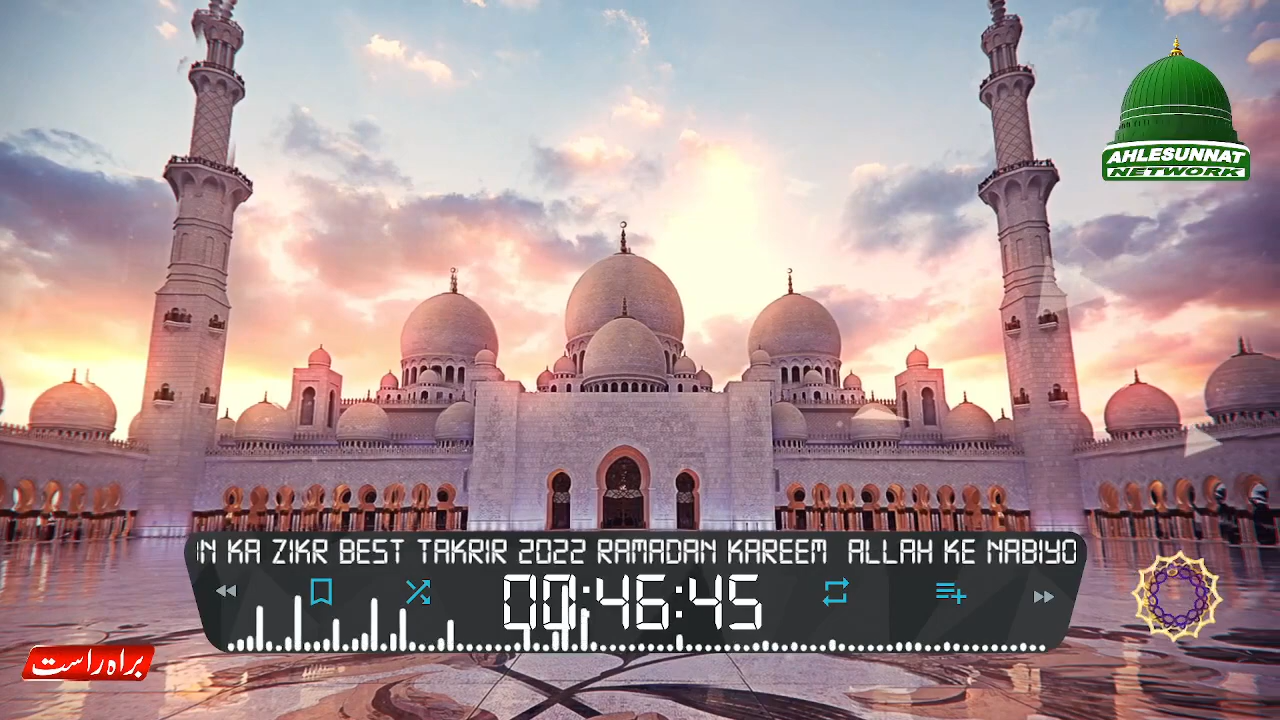 AHLESUNNAT
NETWORK
IN KA ZIKR BEST TAKRIR 2022 RAMADAN KAREEM ALLAH KE NABIYO
00:46:45
براہ راست